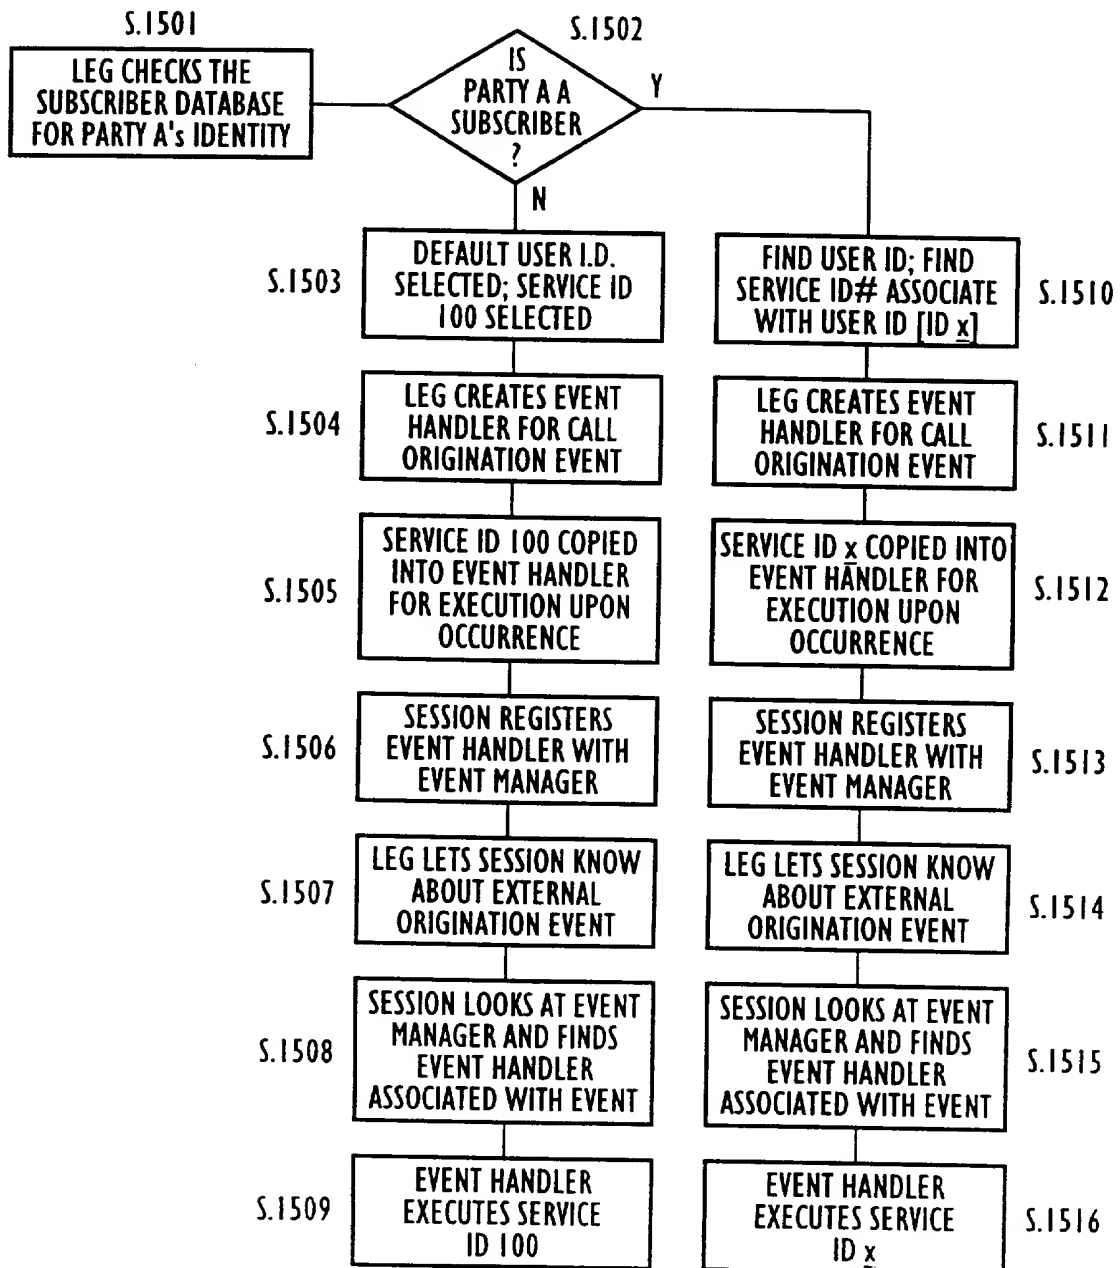 S.1501
LEG CHECKS THE
SUBSCRIBER DATABASE
FOR PARTY A's IDENTITY
S.1502
IS
PARTY A A
SUBSCRIBER
?
Y
N
S.1503
DEFAULT USER I.D.
SELECTED; SERVICE ID
100 SELECTED
S.1504
LEG CREATES EVENT
HANDLER FOR CALL
ORIGINATION EVENT
S.1505
SERVICE ID 100 COPIED
INTO EVENT HANDLER
FOR EXECUTION UPON
OCCURRENCE
S.1506
SESSION REGISTERS
EVENT HANDLER WITH
EVENT MANAGER
S.1507
LEG LETS SESSION KNOW
ABOUT EXTERNAL
ORIGINATION EVENT
S.1508
SESSION LOOKS AT EVENT
MANAGER AND FINDS
EVENT HANDLER
ASSOCIATED WITH EVENT
S.1509
EVENT HANDLER
EXECUTES SERVICE
ID 100
FIND USER ID; FIND
SERVICE ID# ASSOCIATE
WITH USER ID [ID x]
S.1510
LEG CREATES EVENT
HANDLER FOR CALL
ORIGINATION EVENT
S.1511
SERVICE ID x COPIED INTO
EVENT HANDLER FOR
EXECUTION UPON
OCCURRENCE
S.1512
SESSION REGISTERS
EVENT HANDLER WITH
EVENT MANAGER
S.1513
LEG LETS SESSION KNOW
ABOUT EXTERNAL
ORIGINATION EVENT
S.1514
SESSION LOOKS AT EVENT
MANAGER AND FINDS
EVENT HANDLER
ASSOCIATED WITH EVENT
S.1515
EVENT HANDLER
EXECUTES SERVICE
ID x
S.1516